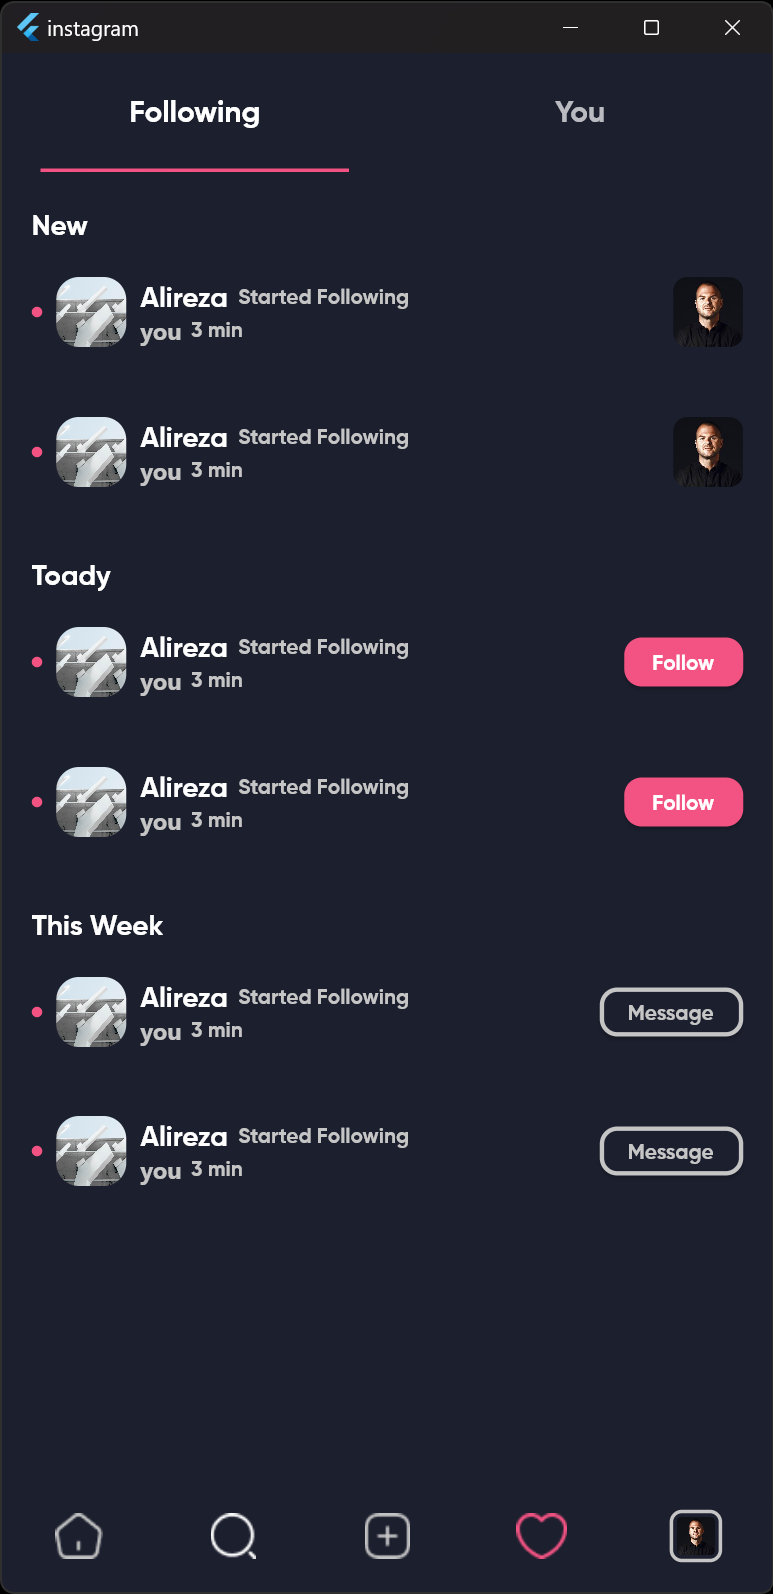 instagram
Following You
New
Alireza Started Following
you 3 min
Alireza Started Following
you 3 min
Toady
Alireza Started Following
you 3 min
Follow
Alireza Started Following
you 3 min
Follow
This Week
Alireza Started Following
you 3 min
Message
Alireza Started Following
you 3 min
Message